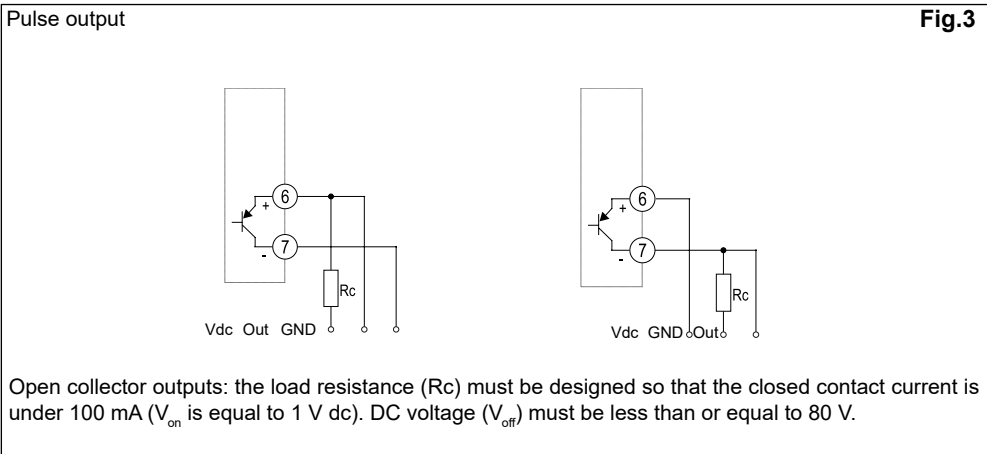 Pulse output Fig.3
6
+
7
-
Rc
Vdc Out GND
6
+
7
-
Rc
Vdc GND Out
Open collector outputs: the load resistance (Rc) must be designed so that the closed contact current is
under 100 mA (Von is equal to 1 V dc). DC voltage (Voff) must be less than or equal to 80 V.